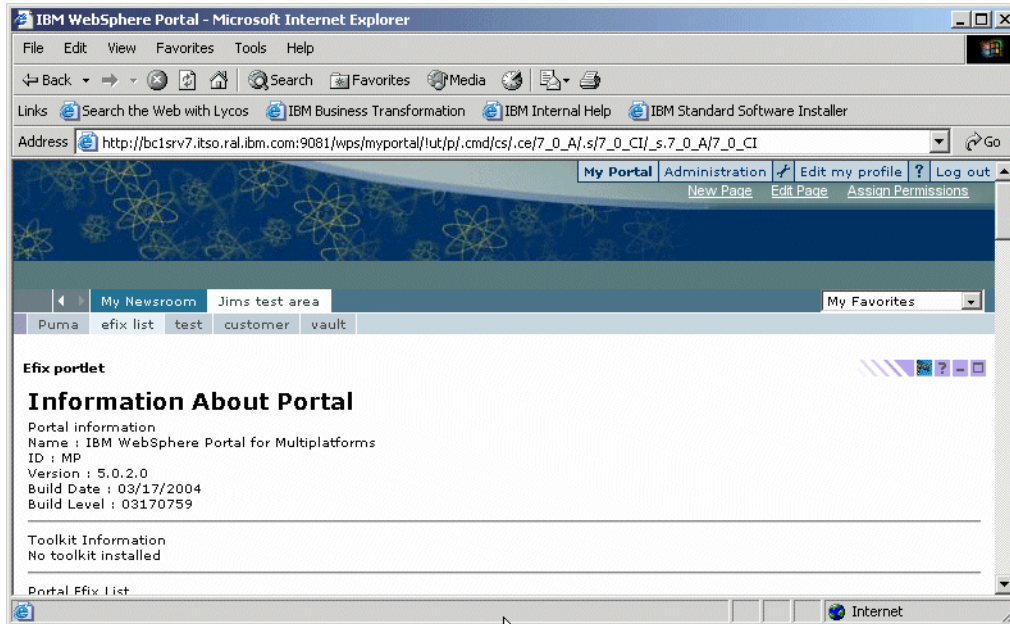 IBM WebSphere Portal - Microsoft Internet Explorer
File Edit View Favorites Tools Help
Back Search Favorites Media
Links Search the Web with Lycos IBM Business Transformation IBM Internal Help IBM Standard Software Installer
Address http://bc1srv7.itso.ral.ibm.com:9081/wps/myportal/!ut/p/.cmd/cs/.ce/7_0_A/.s/7_0_CI/_s.7_0_A/7_0_CI Go
My Portal Administration Edit my profile ? Log out
New Page Edit Page Assign Permissions
My Newsroom Jims test area My Favorites
Puma efix list test customer vault
Efix portlet ?
Information About Portal
Portal information
Name : IBM WebSphere Portal for Multiplatforms
ID : MP
Version : 5.0.2.0
Build Date : 03/17/2004
Build Level : 03170759
Toolkit Information
No toolkit installed
Portal Efix List
Internet